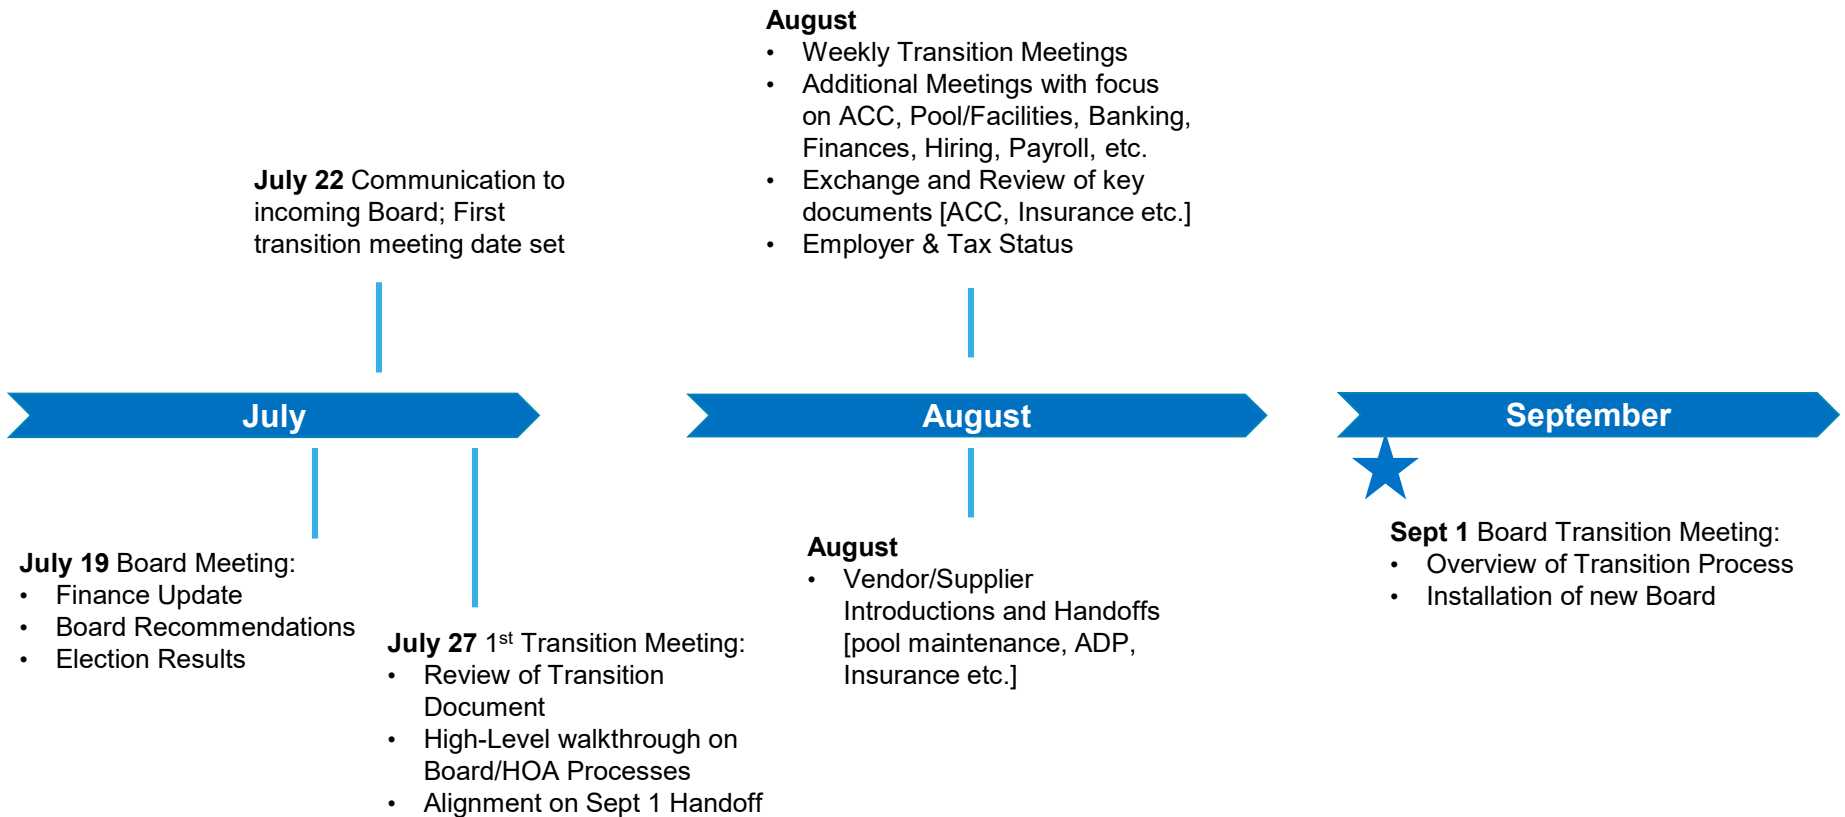 August
• Weekly Transition Meetings
• Additional Meetings with focus
on ACC, Pool/Facilities, Banking,
Finances, Hiring, Payroll, etc.
• Exchange and Review of key
documents [ACC, Insurance etc.]
• Employer & Tax Status
July 22 Communication to
incoming Board; First
transition meeting date set
July
August
September
July 19 Board Meeting:
• Finance Update
• Board Recommendations
• Election Results
July 27 1st Transition Meeting:
• Review of Transition
Document
• High-Level walkthrough on
Board/HOA Processes
• Alignment on Sept 1 Handoff
August
• Vendor/Supplier
Introductions and Handoffs
[pool maintenance, ADP,
Insurance etc.]
Sept 1 Board Transition Meeting:
• Overview of Transition Process
• Installation of new Board